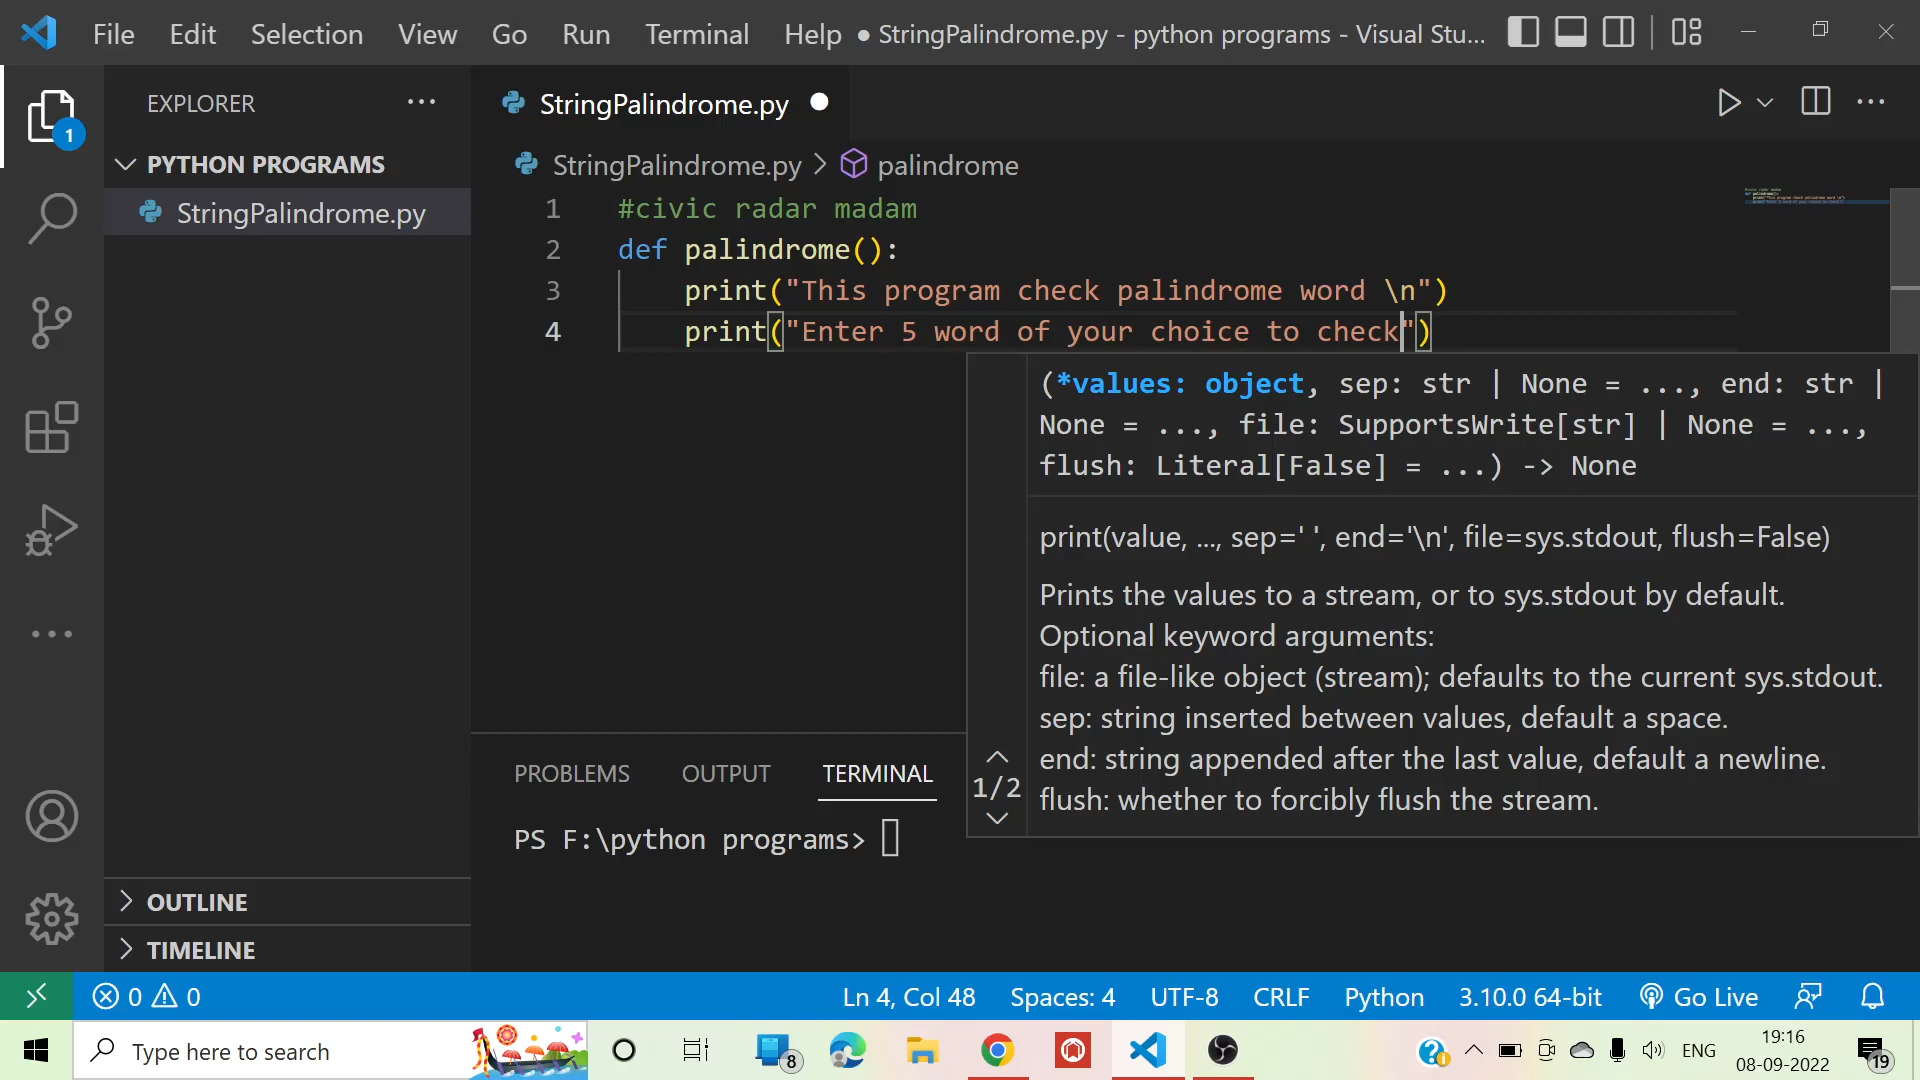 File Edit Selection View Go Run Terminal Help ● StringPalindrome.py - python programs - Visual Stu...
EXPLORER ...
1
PYTHON PROGRAMS
StringPalindrome.py
StringPalindrome.py
StringPalindrome.py > palindrome
1 #civic radar madam
2 def palindrome():
3 print("This program check palindrome word \n")
4 print("Enter 5 word of your choice to check")
(*values: object, sep: str | None = ..., end: str |
None = ..., file: SupportsWrite[str] | None = ...,
flush: Literal[False] = ...) -> None
print(value, ..., sep=' ', end='\n', file=sys.stdout, flush=False)
Prints the values to a stream, or to sys.stdout by default.
Optional keyword arguments:
file: a file-like object (stream); defaults to the current sys.stdout.
sep: string inserted between values, default a space.
end: string appended after the last value, default a newline.
flush: whether to forcibly flush the stream.
1/2
PROBLEMS OUTPUT TERMINAL
PS F:\python programs>
OUTLINE
TIMELINE
0 0 Ln 4, Col 48 Spaces: 4 UTF-8 CRLF Python 3.10.0 64-bit Go Live
Type here to search
8
ENG
19:16
08-09-2022
19